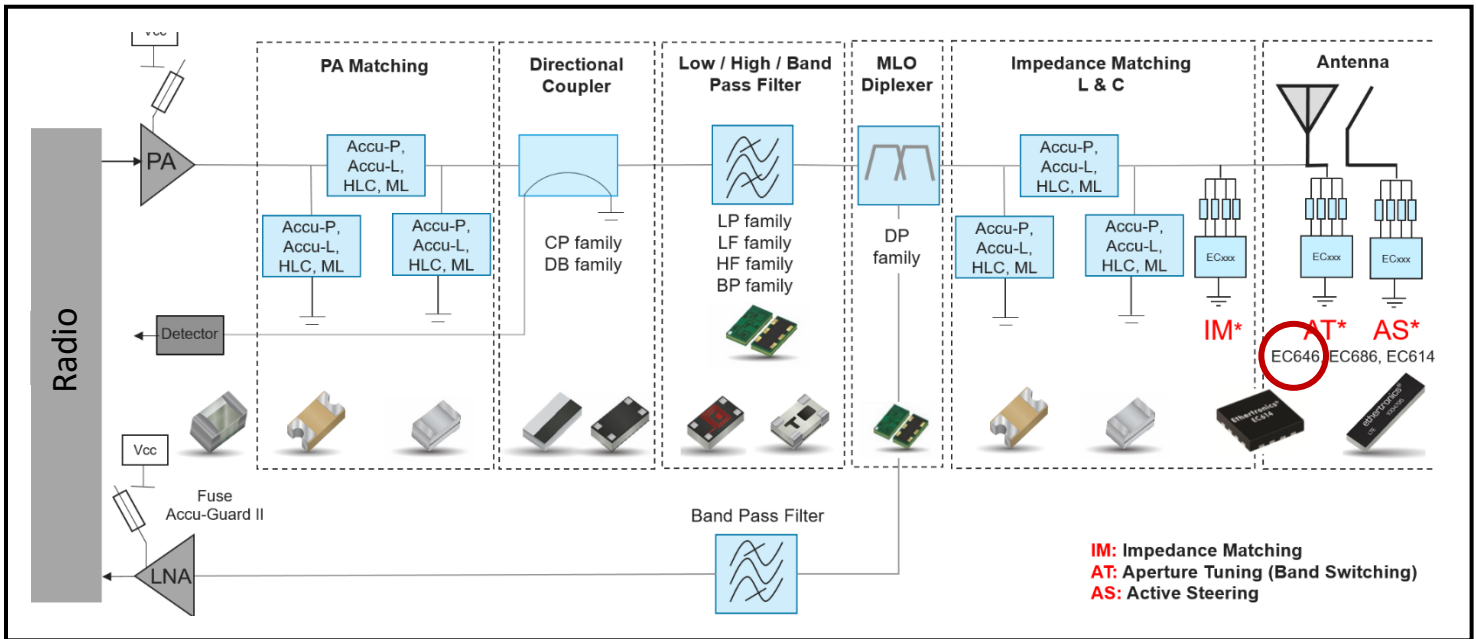 Vcc
PA Matching
Directional
Coupler
Low / High / Band
Pass Filter
MLO
Diplexer
Impedance Matching
L & C
Antenna
Radio
PA
Accu-P,
Accu-L,
HLC, ML
Accu-P,
Accu-L,
HLC, ML
Accu-P,
Accu-L,
HLC, ML
CP family
DB family
LP family
LF family
HF family
BP family
DP
family
Accu-P,
Accu-L,
HLC, ML
Accu-P,
Accu-L,
HLC, ML
Accu-P,
Accu-L,
HLC, ML
ECxxx
ECxxx
ECxxx
IM*
AT*
AS*
EC646, EC686, EC614
Detector
Ethertronics®
EC614
ethertronics®
LTE
Vcc
Fuse
Accu-Guard II
LNA
Band Pass Filter
IM: Impedance Matching
AT: Aperture Tuning (Band Switching)
AS: Active Steering